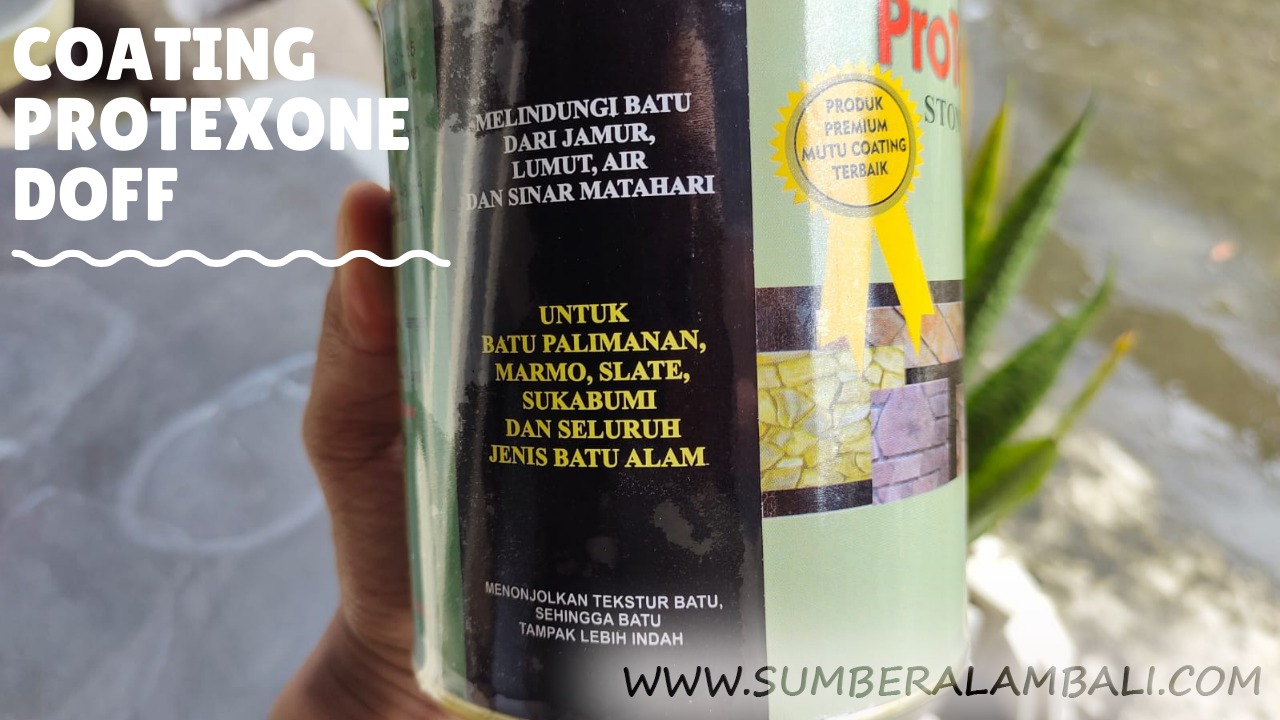 COATING
PROTEXONE
DOFF
MELINDUNGI BATU
DARI JAMUR,
LUMUT, AIR
DAN SINAR MATAHARI
UNTUK
BATU PALIMANAN,
MARMO, SLATE,
SUKABUMI
DAN SELURUH
JENIS BATU ALAM
MENONJOLKAN TEKSTUR BATU,
SEHINGGA BATU
TAMPAK LEBIH INDAH
PRODUK
PREMIUM
MUTU COATING
TERBAIK
WWW.SUMBERALAMBALI.COM